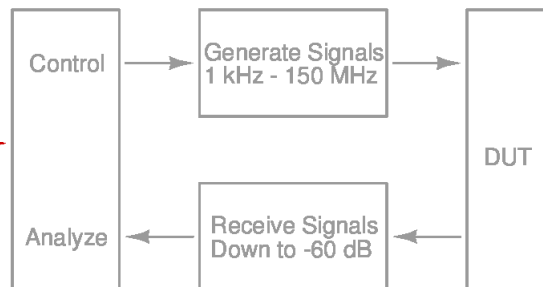 Control
Generate Signals
1 kHz - 150 MHz
DUT
Analyze
Receive Signals
Down to -60 dB